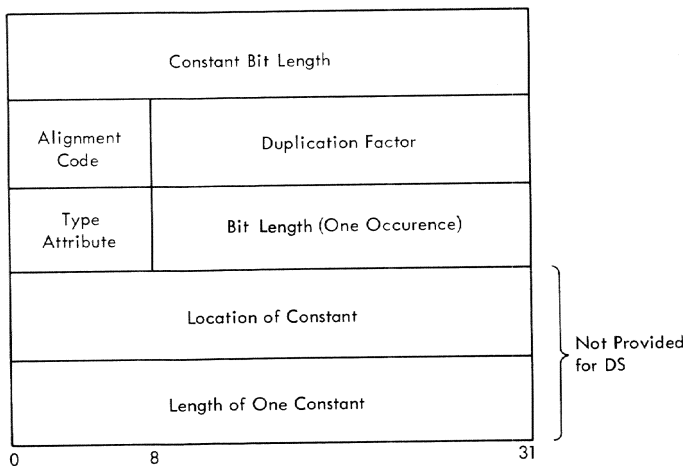 Constant Bit Length
Alignment
Code
Duplication Factor
Type
Attribute
Bit Length (One Occurence)
Location of Constant
Not Provided
for DS
Length of One Constant
0 8 31